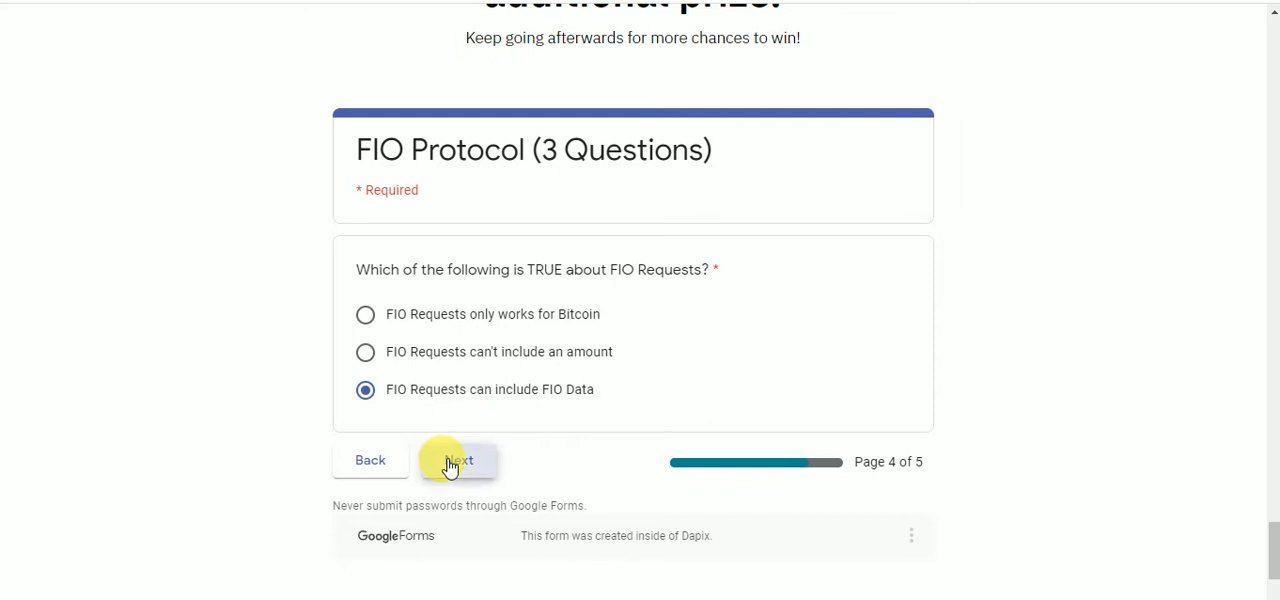 additional prize.
Keep going afterwards for more chances to win!
FIO Protocol (3 Questions)
* Required
Which of the following is TRUE about FIO Requests? *
FIO Requests only works for Bitcoin
FIO Requests can't include an amount
FIO Requests can include FIO Data
Back
Next
Page 4 of 5
Never submit passwords through Google Forms.
Google Forms
This form was created inside of Dapix.